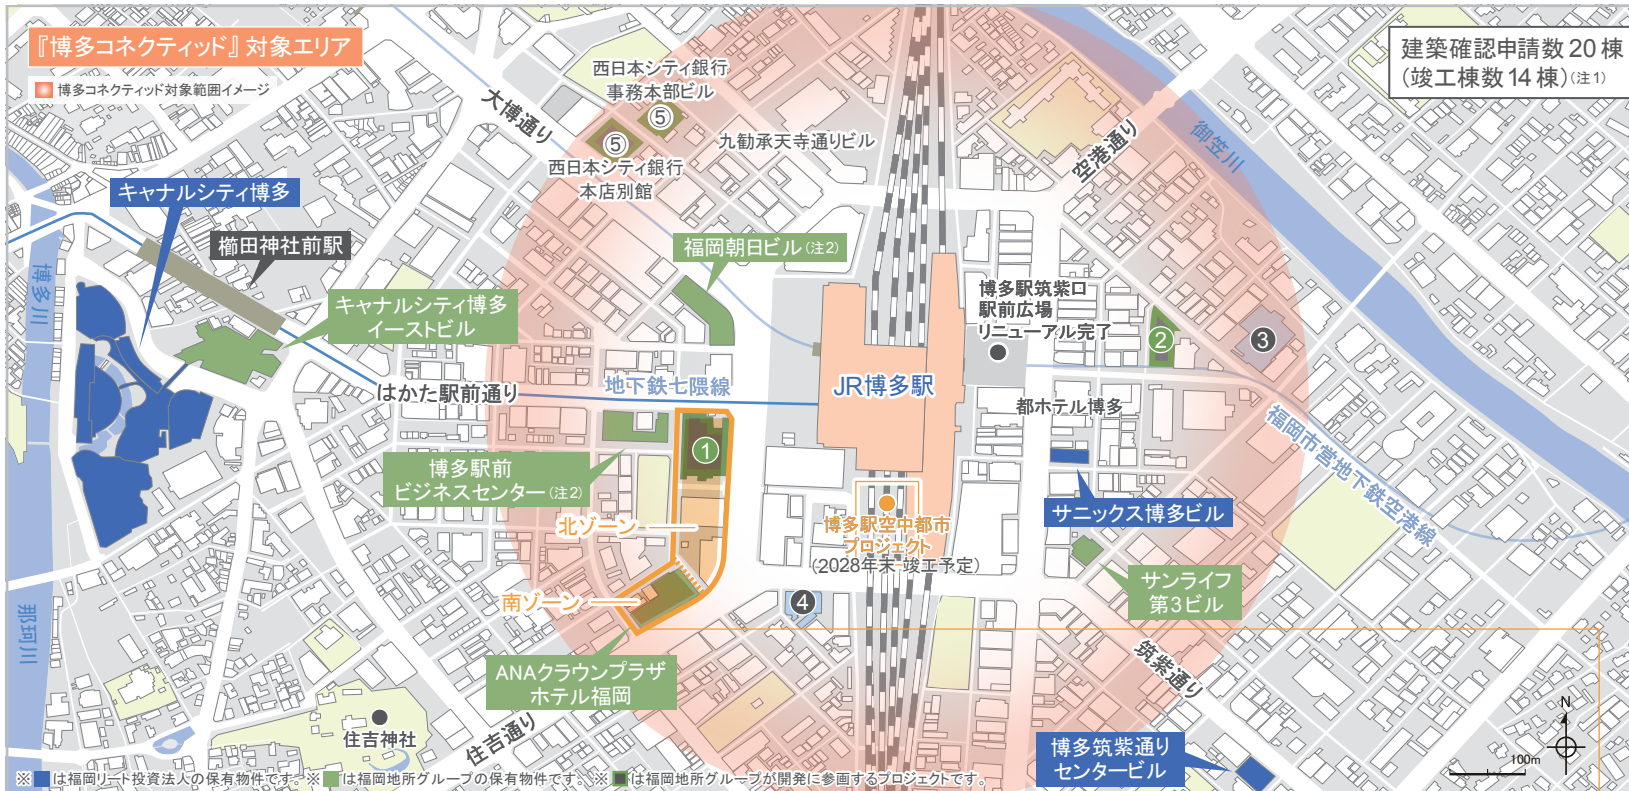 『博多コネクティッド』対象エリア
博多コネクティッド対象範囲イメージ
建築確認申請数20棟
(竣工棟数14棟)(注1)
西日本シティ銀行
事務本部ビル
⑤
⑤
西日本シティ銀行
本店別館
大博通り
九勧承天寺通りビル
空港通り
御笠川
キャナルシティ博多
櫛田神社前駅
博多川
福岡朝日ビル(注2)
キャナルシティ博多
イーストビル
博多駅筑紫口
駅前広場
リニューアル完了
2
3
はかた駅前通り
地下鉄七隈線
JR博多駅
都ホテル博多
福岡市営地下鉄空港線
1
博多駅前
ビジネスセンター(注2)
北ゾーン
サニックス博多ビル
博多駅空中都市
プロジェクト
(2028年末 竣工予定)
サンライフ
第3ビル
南ゾーン
4
那珂川
ANAクラウンプラザ
ホテル福岡
筑紫通り
住吉神社
住吉通り
博多筑紫通り
センタービル
N
100m
※ は福岡リート投資法人の保有物件です。※ は福岡地所グループの保有物件です。※ は福岡地所グループが開発に参画するプロジェクトです。